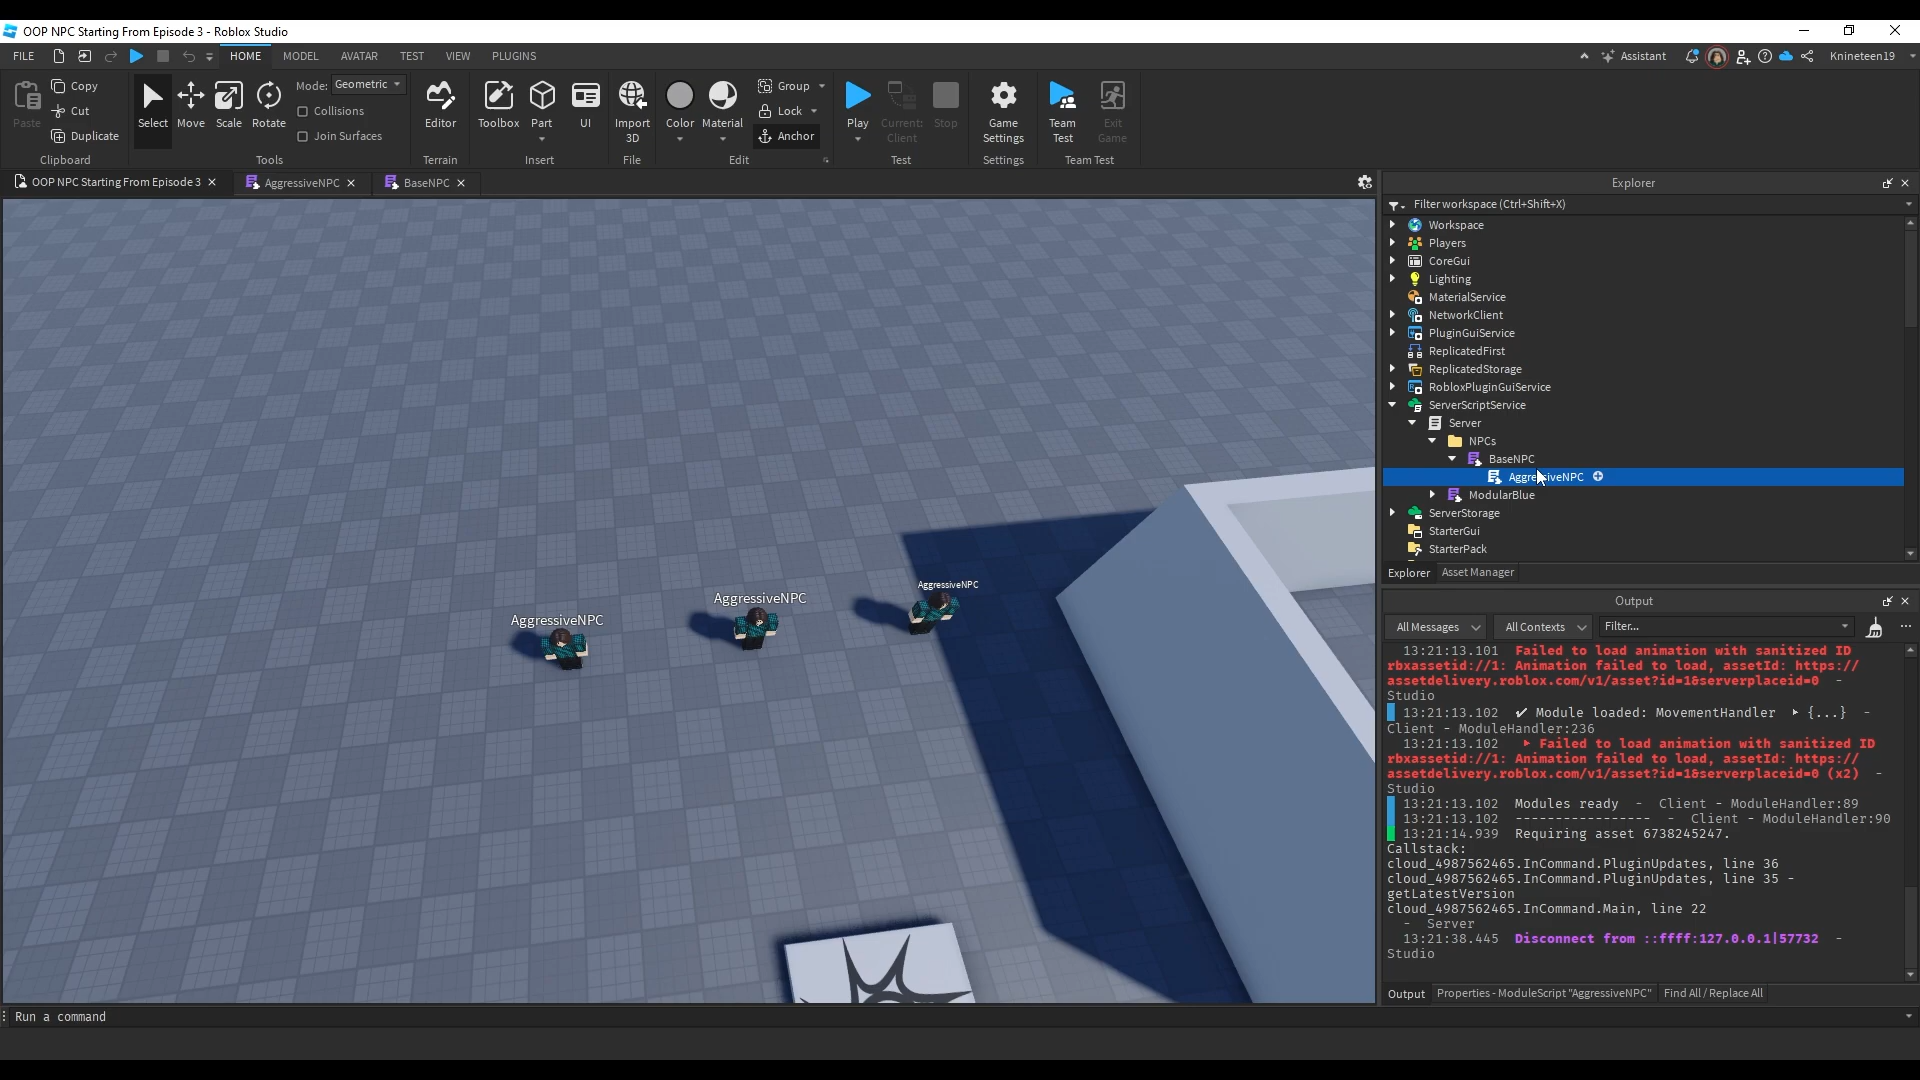 OOP NPC Starting From Episode 3 - Roblox Studio
FILE HOME MODEL AVATAR TEST VIEW PLUGINS Assistant Knineteen19
Paste
Copy
Cut
Duplicate
Clipboard
Select Move Scale Rotate
Mode: Geometric
Collisions
Join Surfaces
Tools
Editor
Terrain
Toolbox Part UI
Insert
Import
3D
File
Color Material
Group
Lock
Anchor
Edit
Play
Current:
Client
Stop
Test
Game
Settings
Settings
Team
Test
Exit
Game
Team Test
OOP NPC Starting From Episode 3 AggressiveNPC BaseNPC
AggressiveNPC
AggressiveNPC
AggressiveNPC
Explorer
Filter workspace (Ctrl+Shift+X)
Workspace
Players
CoreGui
Lighting
MaterialService
NetworkClient
PluginGuiService
ReplicatedFirst
ReplicatedStorage
RobloxPluginGuiService
ServerScriptService
Server
NPCs
BaseNPC
AggressiveNPC
ModularBlue
ServerStorage
StarterGui
StarterPack
Explorer Asset Manager
Output
All Messages All Contexts Filter...
13:21:13.101 Failed to load animation with sanitized ID
rbxassetid://1: Animation failed to load, assetId: https://
assetdelivery.roblox.com/v1/asset?id=1&serverplaceid=0 -
Studio
13:21:13.102 ✔ Module loaded: MovementHandler ▸ {...} -
Client - ModuleHandler:236
13:21:13.102 ▸ Failed to load animation with sanitized ID
rbxassetid://1: Animation failed to load, assetId: https://
assetdelivery.roblox.com/v1/asset?id=1&serverplaceid=0 (x2) -
Studio
13:21:13.102 Modules ready - Client - ModuleHandler:89
13:21:13.102 ----------------- - Client - ModuleHandler:90
13:21:14.939 Requiring asset 6738245247.
Callstack:
cloud_4987562465.InCommand.PluginUpdates, line 36
cloud_4987562465.InCommand.PluginUpdates, line 35 -
getLatestVersion
cloud_4987562465.InCommand.Main, line 22
- Server
13:21:38.445 Disconnect from ::ffff:127.0.0.1|57732 -
Studio
Output Properties - ModuleScript "AggressiveNPC" Find All / Replace All
Run a command